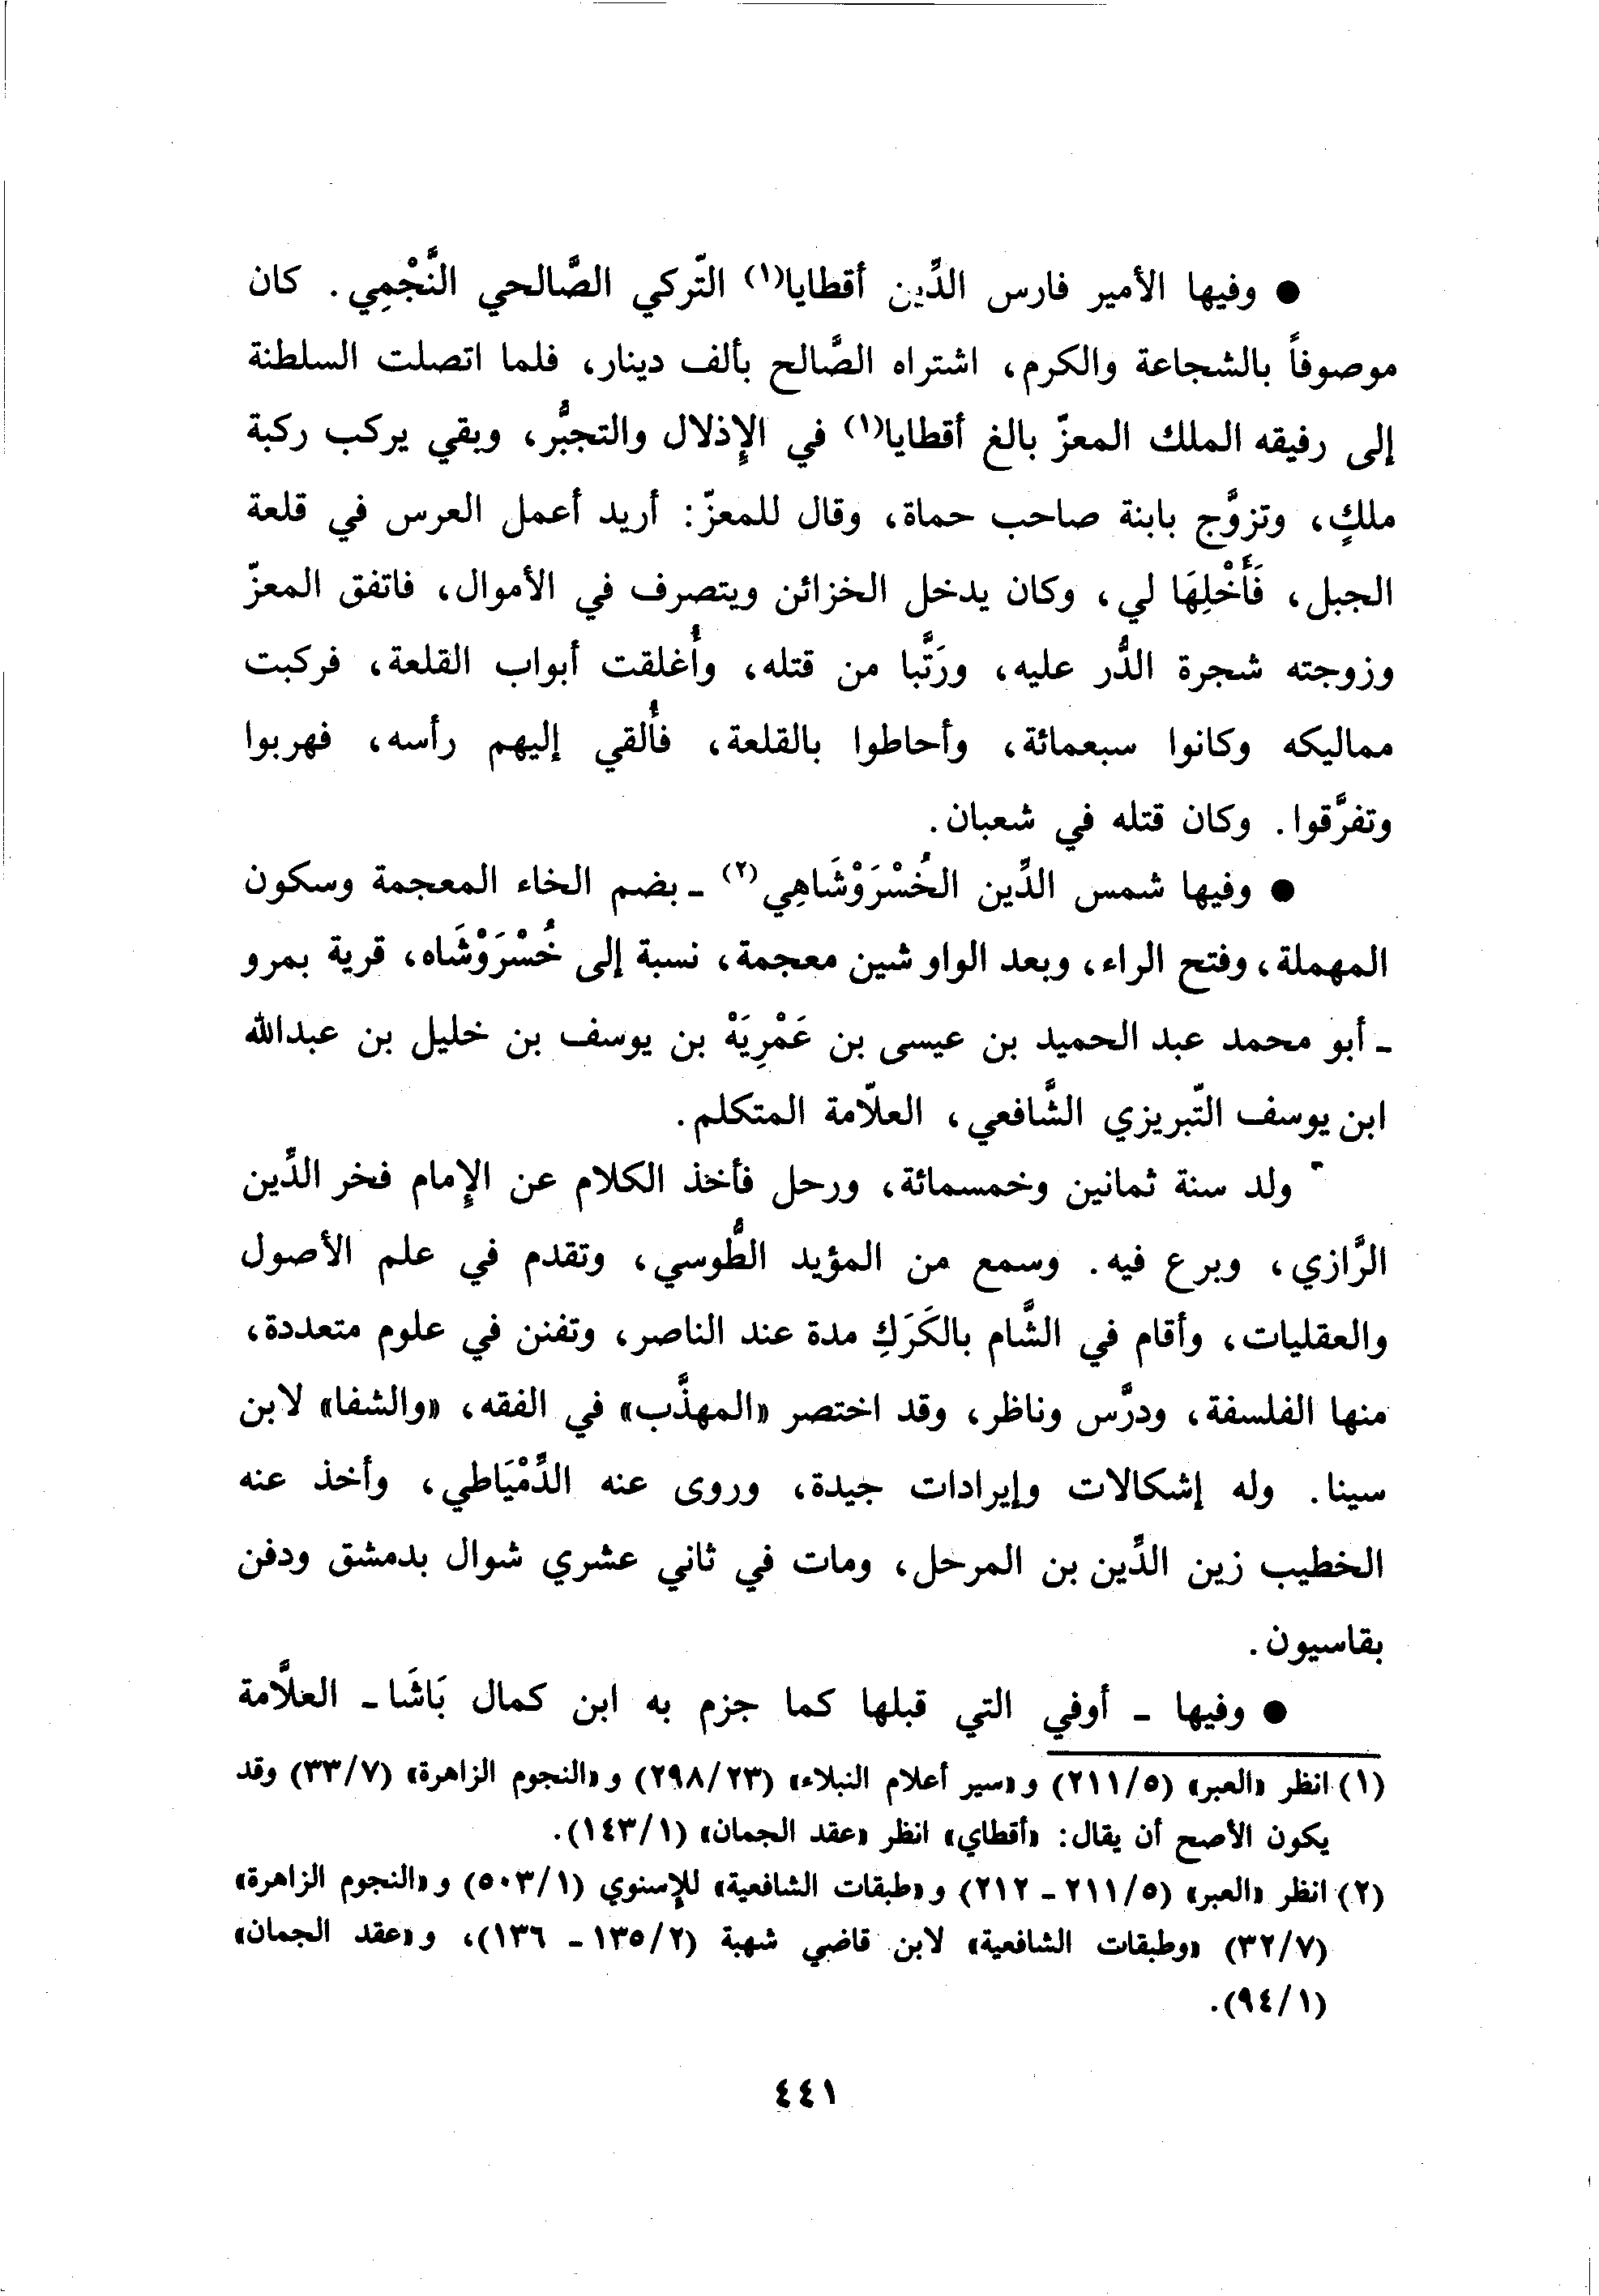 ● وفيها الأمير فارس الدِّين أقطايا(١) التّركي الصَّالحي النَّجْمِي. كان
موصوفاً بالشجاعة والكرم، اشتراه الصَّالح بألف دينار، فلما اتصلت السلطنة
إلى رفيقه الملك المعزّ بالغ أقطايا(١) في الإِذلال والتجبُّر، وبقي يركب ركبة
ملكٍ، وتزوَّج بابنة صاحب حماة، وقال للمعزّ: أريد أعمل العرس في قلعة
الجبل، فَأَخْلِهَا لي، وكان يدخل الخزائن ويتصرف في الأموال، فاتفق المعزّ
وزوجته شجرة الدُّر عليه، ورَتَّبا من قتله، وأُغلقت أبواب القلعة، فركبت
مماليكه وكانوا سبعمائة، وأحاطوا بالقلعة، فأُلقي إليهم رأسه، فهربوا
وتفرَّقوا. وكان قتله في شعبان.
● وفيها شمس الدِّين الخُسْرَوْشَاهِي(٢) ـ بضم الخاء المعجمة وسكون
المهملة، وفتح الراء، وبعد الواو شين معجمة، نسبة إلى خُسْرَوْشَاه، قرية بمرو
ـ أبو محمد عبد الحميد بن عيسى بن عَمْرِيَهْ بن يوسف بن خليل بن عبدالله
ابن يوسف التّبريزي الشَّافعي، العلّامة المتكلم.
ولد سنة ثمانين وخمسمائة، ورحل فأخذ الكلام عن الإِمام فخر الدِّين
الرَّازي، وبرع فيه. وسمع من المؤيد الطُّوسي، وتقدم في علم الأصول
والعقليات، وأقام في الشَّام بالكَرَكِ مدة عند الناصر، وتفنن في علوم متعددة،
منها الفلسفة، ودرَّس وناظر، وقد اختصر «المهذَّب» في الفقه، «والشفا» لابن
سينا. وله إشكالات وإيرادات جيدة، وروى عنه الدِّمْيَاطي، وأخذ عنه
الخطيب زين الدِّين بن المرحل، ومات في ثاني عشري شوال بدمشق ودفن
بقاسيون.
● وفيها ـ أوفي التي قبلها كما جزم به ابن كمال بَاشَا ـ العلَّامة
(١) انظر «العبر» (٢١١/٥) و«سير أعلام النبلاء» (٢٩٨/٢٣) و«النجوم الزاهرة» (٣٣/٧) وقد
يكون الأصح أن يقال: «أقطاي» انظر «عقد الجمان» (١٤٣/١).
(٢) انظر «العبر» (٢١١/٥ ـ ٢١٢) و«طبقات الشافعية» للإِسنوي (٥٠٣/١) و«النجوم الزاهرة»
(٣٢/٧) «وطبقات الشافعية» لابن قاضي شهبة (١٣٥/٢ ـ ١٣٦)، و«عقد الجمان»
(٩٤/١).
٤٤١